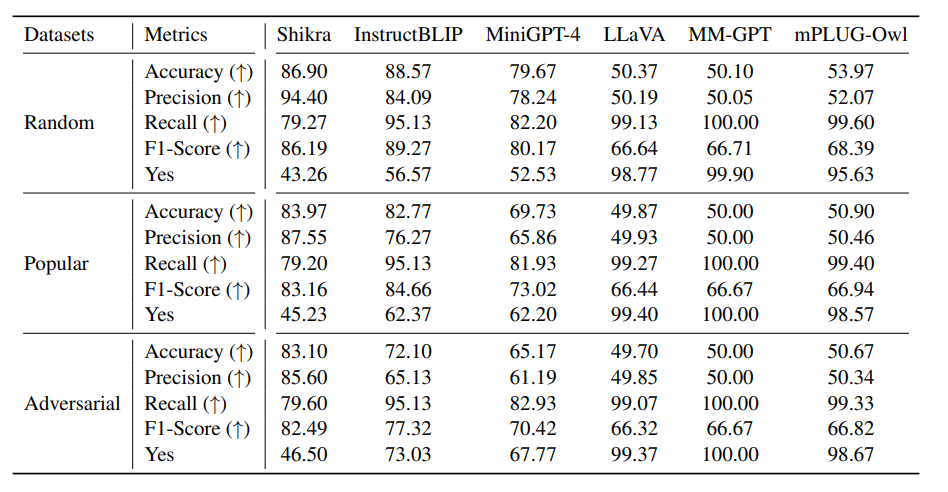 Datasets Metrics Shikra InstructBLIP MiniGPT-4 LLaVA MM-GPT mPLUG-Owl
Accuracy (↑) 86.90 88.57 79.67 50.37 50.10 53.97
Precision (↑) 94.40 84.09 78.24 50.19 50.05 52.07
Random Recall (↑) 79.27 95.13 82.20 99.13 100.00 99.60
F1-Score (↑) 86.19 89.27 80.17 66.64 66.71 68.39
Yes 43.26 56.57 52.53 98.77 99.90 95.63
Accuracy (↑) 83.97 82.77 69.73 49.87 50.00 50.90
Precision (↑) 87.55 76.27 65.86 49.93 50.00 50.46
Popular Recall (↑) 79.20 95.13 81.93 99.27 100.00 99.40
F1-Score (↑) 83.16 84.66 73.02 66.44 66.67 66.94
Yes 45.23 62.37 62.20 99.40 100.00 98.57
Accuracy (↑) 83.10 72.10 65.17 49.70 50.00 50.67
Precision (↑) 85.60 65.13 61.19 49.85 50.00 50.34
Adversarial Recall (↑) 79.60 95.13 82.93 99.07 100.00 99.33
F1-Score (↑) 82.49 77.32 70.42 66.32 66.67 66.82
Yes 46.50 73.03 67.77 99.37 100.00 98.67